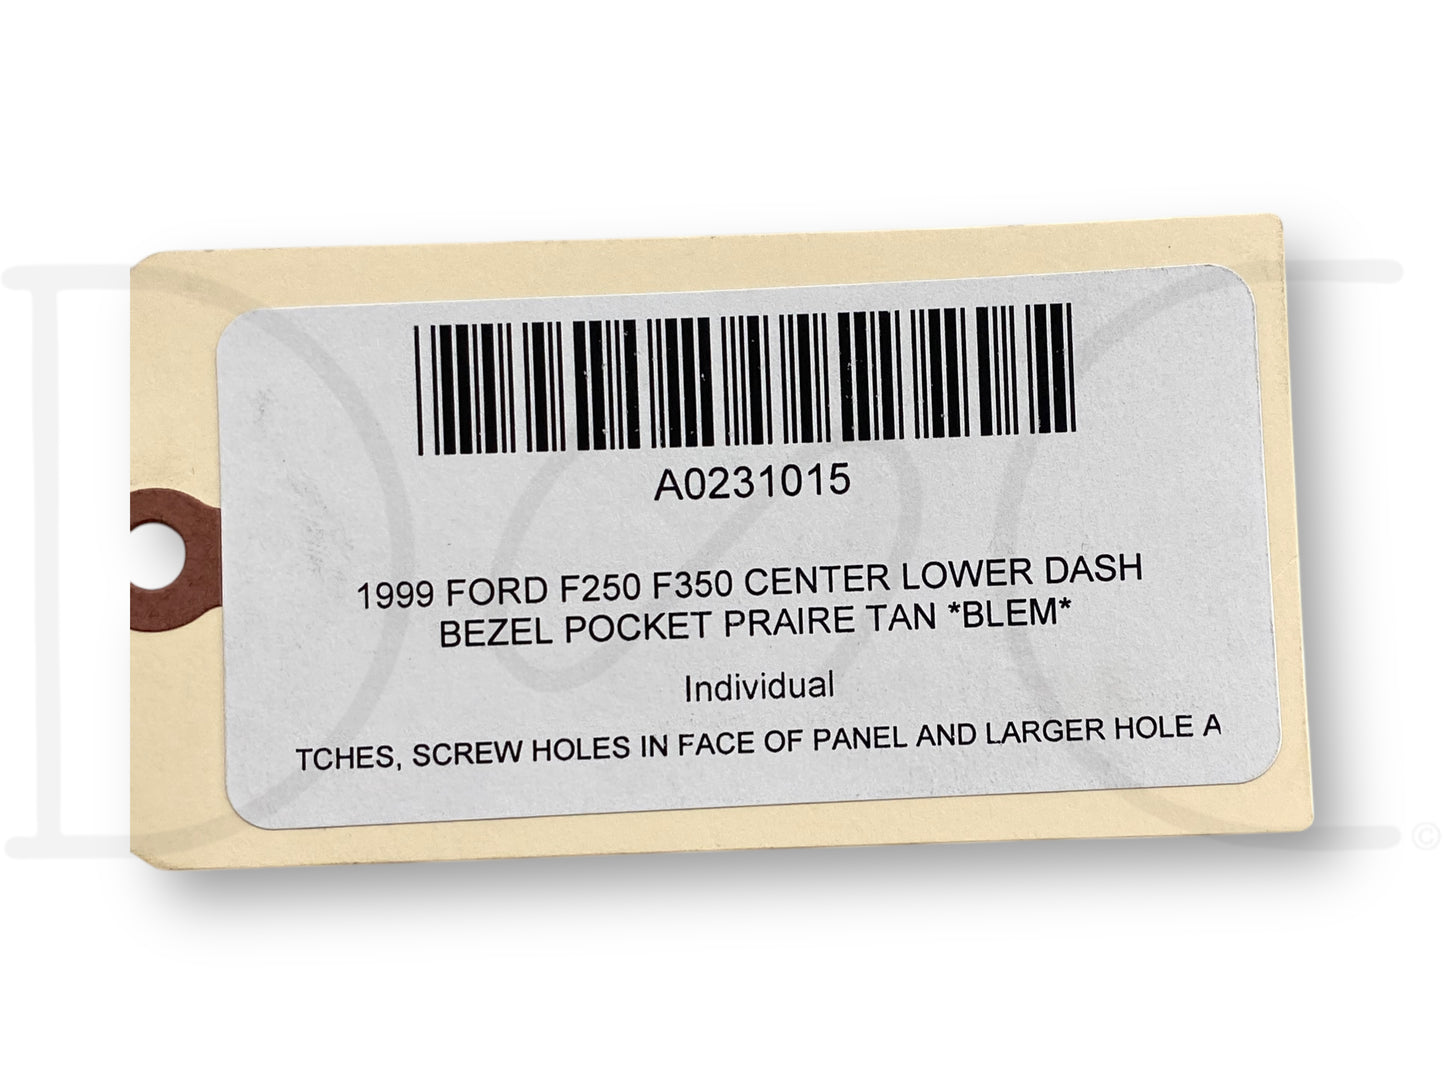 A0231015
1999 FORD F250 F350 CENTER LOWER DASH
BEZEL POCKET PRAIRE TAN *BLEM*
Individual
TCHES, SCREW HOLES IN FACE OF PANEL AND LARGER HOLE A